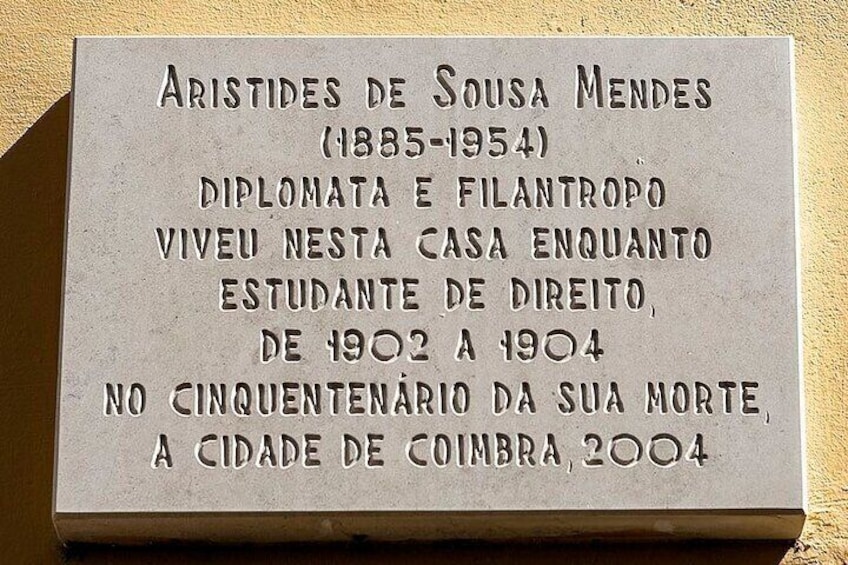 Aristides de Sousa Mendes
(1885-1954)
DIPLOMATA E FILANTROPO
VIVEU NESTA CASA ENQUANTO
ESTUDANTE DE DIREITO,
DE 1902 A 1904
NO CINQUENTENÁRIO DA SUA MORTE,
A CIDADE DE COIMBRA, 2004